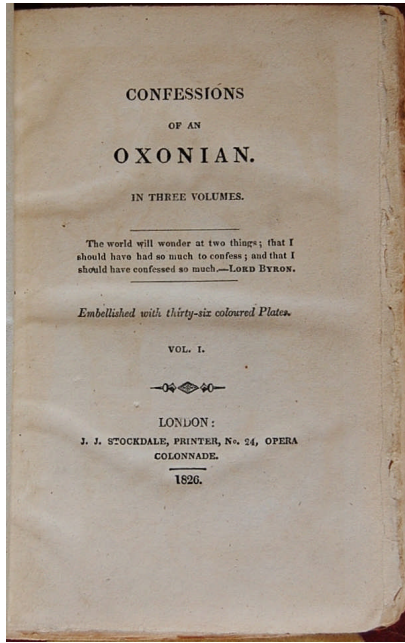 CONFESSIONS
OF AN
OXONIAN.
IN THREE VOLUMES.
The world will wonder at two things; that I
should have had so much to confess; and that I
should have confessed so much.—LORD BYRON.
Embellished with thirty-six coloured Plates.
VOL. I.
LONDON:
J. J. STOCKDALE, PRINTER, No. 24, OPERA
COLONNADE.
1826.